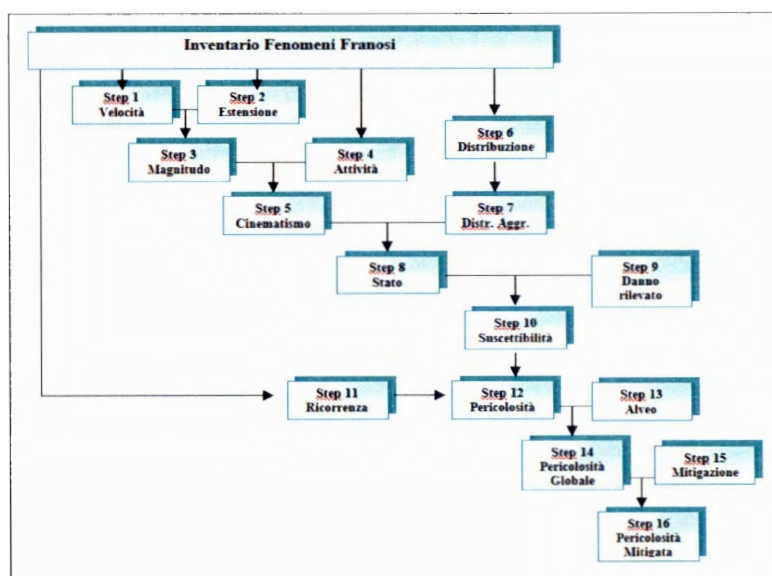 Inventario Fenomeni Franosi
Step 1
Velocità
Step 2
Estensione
Step 3
Magnitudo
Step 4
Attività
Step 6
Distribuzione
Step 5
Cinematismo
Step 7
Distr. Aggr.
Step 8
Stato
Step 9
Danno
rilevato
Step 10
Suscettibilità
Step 11
Ricorrenza
Step 12
Pericolosità
Step 13
Alveo
Step 14
Pericolosità
Globale
Step 15
Mitigazione
Step 16
Pericolosità
Mitigata